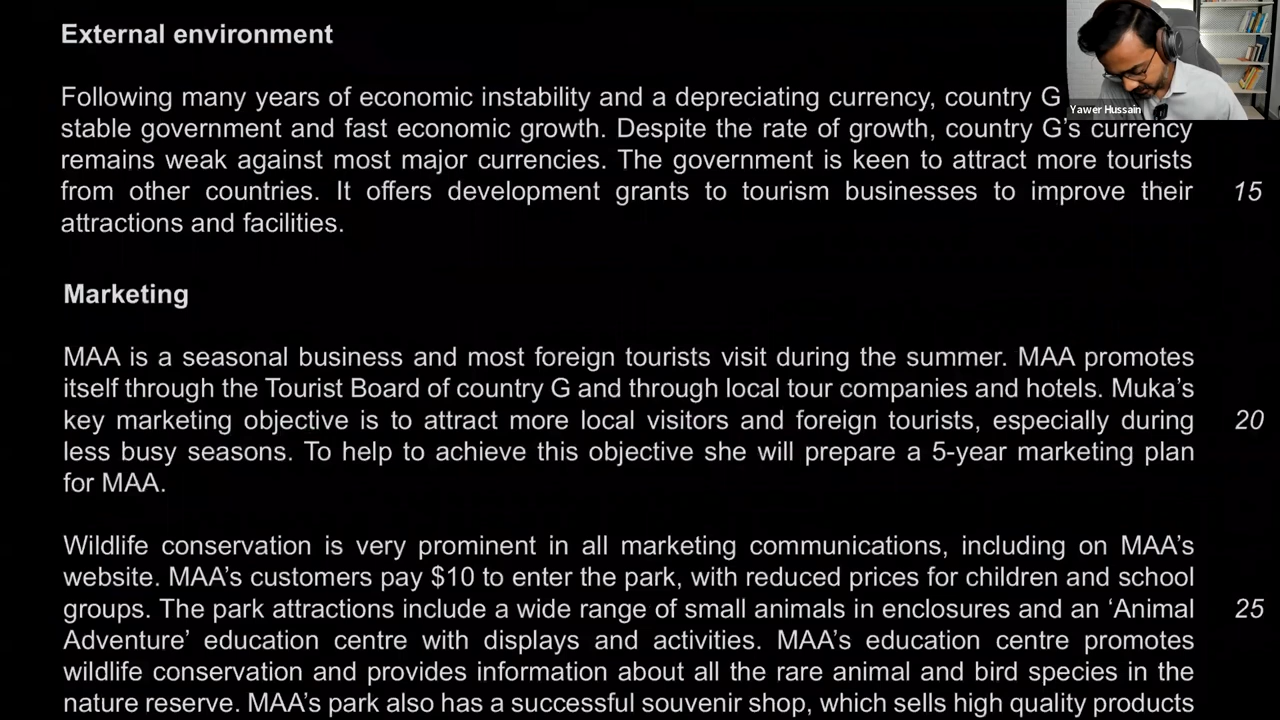 External environment
Yawer Hussain
Following many years of economic instability and a depreciating currency, country G
stable government and fast economic growth. Despite the rate of growth, country G's currency
remains weak against most major currencies. The government is keen to attract more tourists
from other countries. It offers development grants to tourism businesses to improve their 15
attractions and facilities.
Marketing
MAA is a seasonal business and most foreign tourists visit during the summer. MAA promotes
itself through the Tourist Board of country G and through local tour companies and hotels. Muka's
key marketing objective is to attract more local visitors and foreign tourists, especially during 20
less busy seasons. To help to achieve this objective she will prepare a 5-year marketing plan
for MAA.
Wildlife conservation is very prominent in all marketing communications, including on MAA's
website. MAA's customers pay $10 to enter the park, with reduced prices for children and school
groups. The park attractions include a wide range of small animals in enclosures and an 'Animal 25
Adventure' education centre with displays and activities. MAA's education centre promotes
wildlife conservation and provides information about all the rare animal and bird species in the
nature reserve. MAA's park also has a successful souvenir shop, which sells high quality products